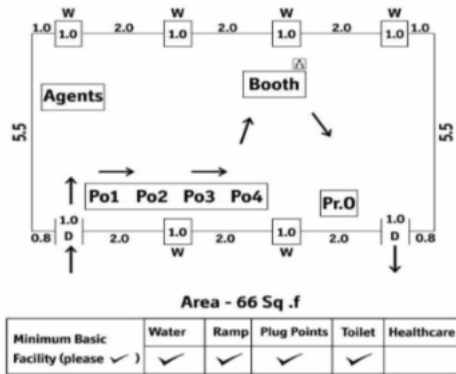 W W W W
1.0 1.0 2.0 1.0 2.0 1.0 2.0 1.0 1.0
Agents
Booth
5.5 5.5
Po1 Po2 Po3 Po4
Pr.O
0.8 1.0 D 2.0 1.0 2.0 1.0 2.0 1.0 D 0.8
W W
Area - 66 Sq .f
Minimum Basic Facility (please ✓ ) Water Ramp Plug Points Toilet Healthcare
✓ ✓ ✓ ✓